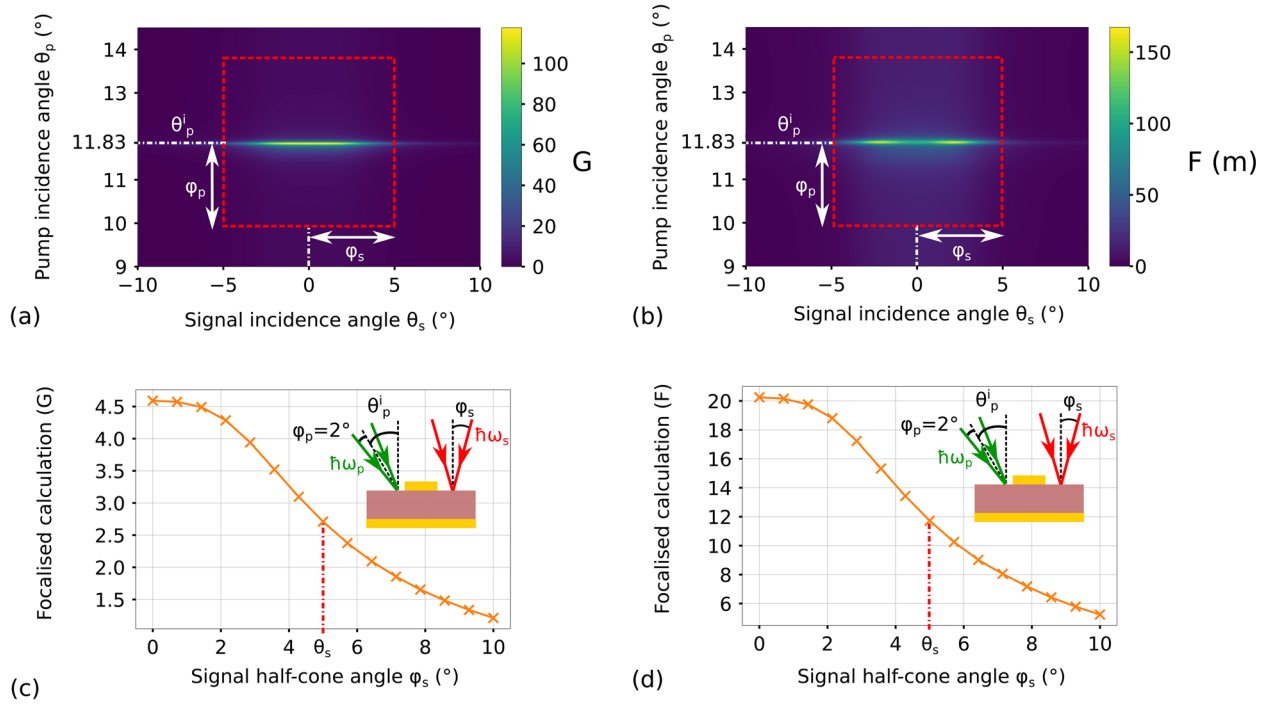 Pump incidence angle θp (°)
14
13
11.83
11
10
9
θip
φp
φs
−10
−5
0
5
10
Signal incidence angle θs (°)
100
80
60
40
20
0
G
(a)
Pump incidence angle θp (°)
14
13
11.83
11
10
9
θip
φp
φs
−10
−5
0
5
10
Signal incidence angle θs (°)
150
100
50
0
F (m)
(b)
Focalised calculation (G)
4.5
4.0
3.5
3.0
2.5
2.0
1.5
θip
φs
φp=2°
ħωs
ħωp
0
2
4
θs
6
8
10
Signal half-cone angle φs (°)
(c)
Focalised calculation (F)
20
18
16
14
12
10
8
6
θip
φs
φp=2°
ħωs
ħωp
0
2
4
θs
6
8
10
Signal half-cone angle φs (°)
(d)